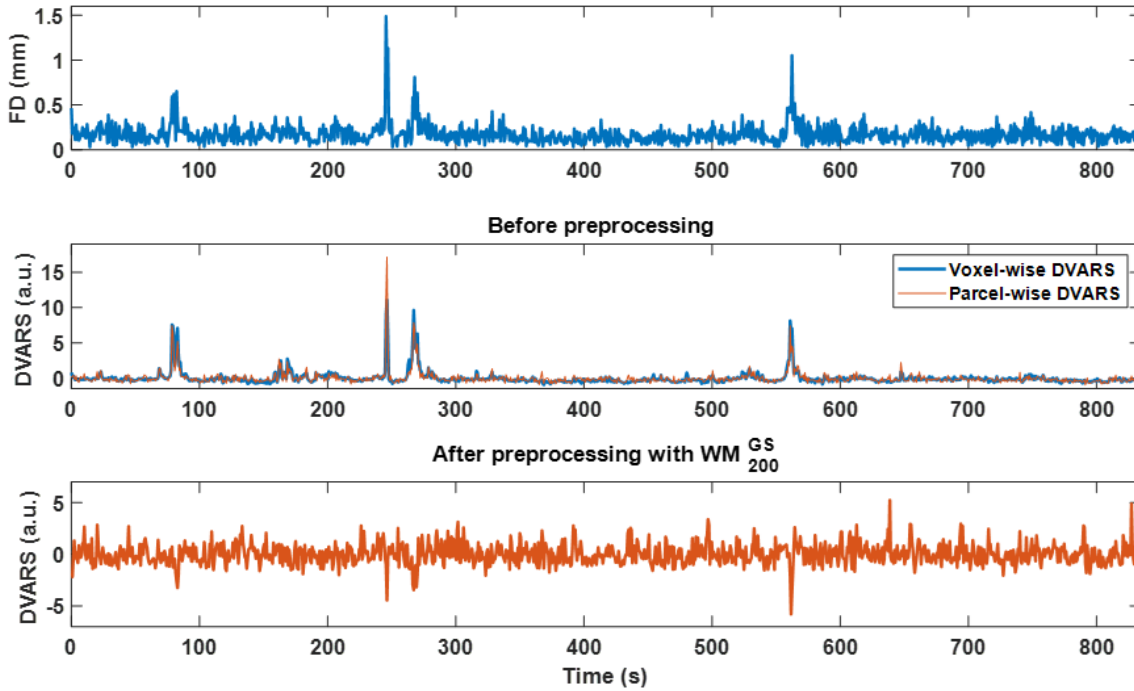 FD (mm)
1.5
1
0.5
0
0 100 200 300 400 500 600 700 800
Before preprocessing
DVARS (a.u.)
15
10
5
0
Voxel-wise DVARS
Parcel-wise DVARS
0 100 200 300 400 500 600 700 800
After preprocessing with WM GS 200
DVARS (a.u.)
5
0
-5
0 100 200 300 400 500 600 700 800
Time (s)